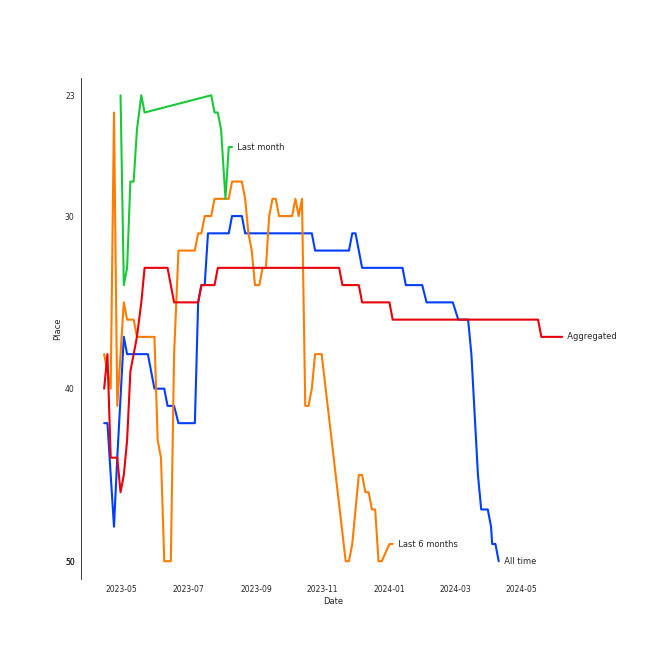 23
Last month
30
Place
Aggregated
40
Last 6 months
50
All time
2023-05
2023-07
2023-09
2023-11
2024-01
2024-03
2024-05
Date